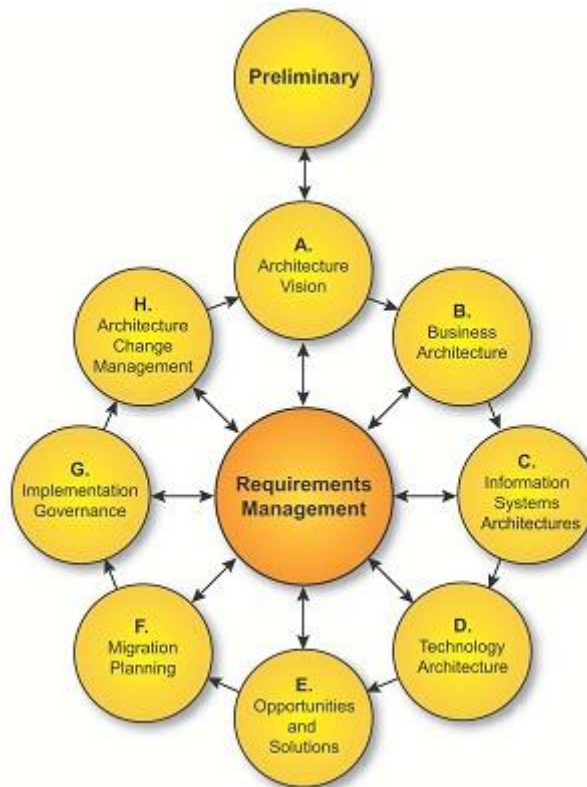 Preliminary
A.
Architecture
Vision
B.
Business
Architecture
C.
Information
Systems
Architectures
D.
Technology
Architecture
E.
Opportunities
and
Solutions
F.
Migration
Planning
G.
Implementation
Governance
H.
Architecture
Change
Management
Requirements
Management